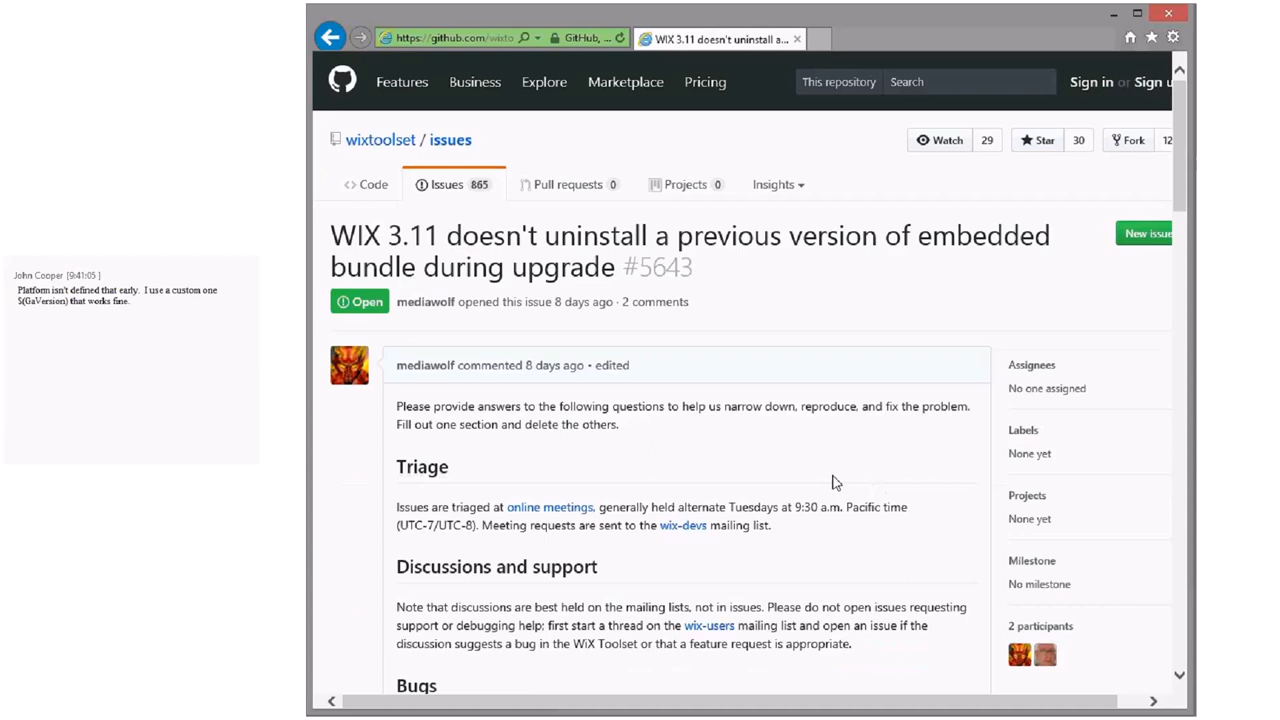 https://github.com/wixto
GitHub, ...
WIX 3.11 doesn't uninstall a...
Features
Business
Explore
Marketplace
Pricing
This repository
Search
Sign in or Sign u
wixtoolset / issues
Watch 29
Star 30
Fork 12
<> Code
Issues 865
Pull requests 0
Projects 0
Insights
WIX 3.11 doesn't uninstall a previous version of embedded
bundle during upgrade #5643
New issue
Open
mediawolf opened this issue 8 days ago · 2 comments
John Cooper [9:41:05 ]
Platform isn't defined that early. I use a custom one
$(GaVersion) that works fine.
mediawolf commented 8 days ago • edited
Please provide answers to the following questions to help us narrow down, reproduce, and fix the problem.
Fill out one section and delete the others.
Triage
Issues are triaged at online meetings, generally held alternate Tuesdays at 9:30 a.m. Pacific time
(UTC-7/UTC-8). Meeting requests are sent to the wix-devs mailing list.
Discussions and support
Note that discussions are best held on the mailing lists, not in issues. Please do not open issues requesting
support or debugging help; first start a thread on the wix-users mailing list and open an issue if the
discussion suggests a bug in the WiX Toolset or that a feature request is appropriate.
Bugs
Assignees
No one assigned
Labels
None yet
Projects
None yet
Milestone
No milestone
2 participants